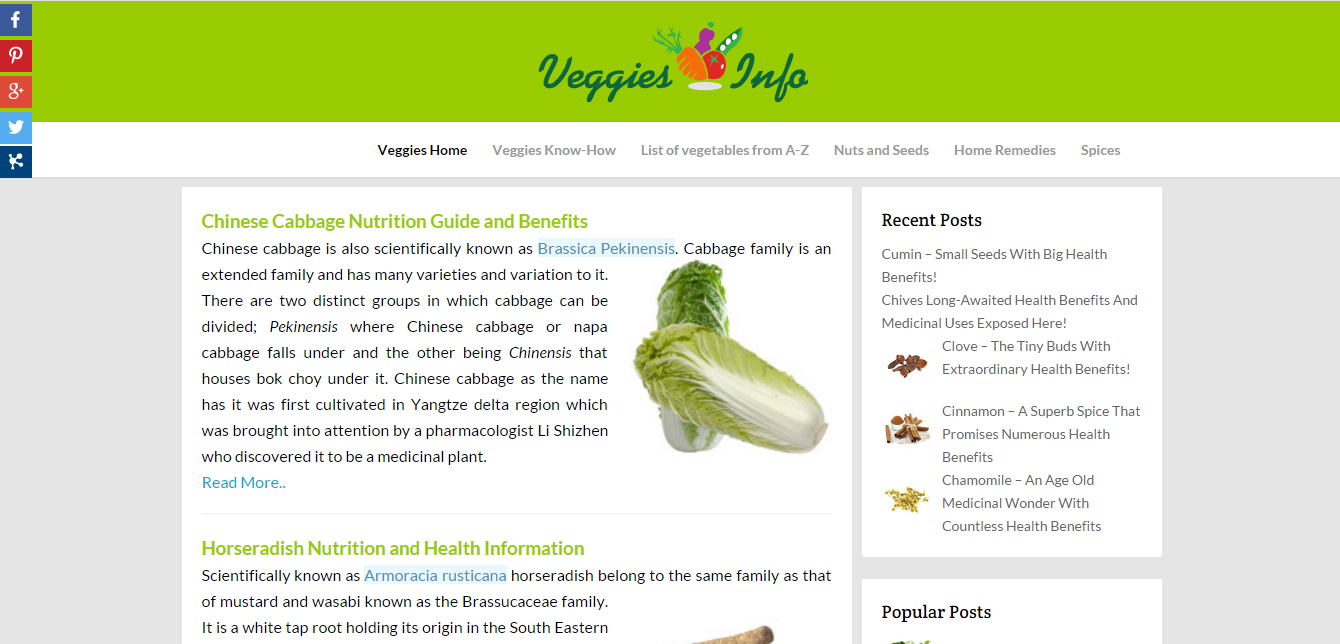 Veggies Info
Veggies Home Veggies Know-How List of vegetables from A-Z Nuts and Seeds Home Remedies Spices
Chinese Cabbage Nutrition Guide and Benefits
Chinese cabbage is also scientifically known as Brassica Pekinensis. Cabbage family is an
extended family and has many varieties and variation to it.
There are two distinct groups in which cabbage can be
divided; Pekinensis where Chinese cabbage or napa
cabbage falls under and the other being Chinensis that
houses bok choy under it. Chinese cabbage as the name
has it was first cultivated in Yangtze delta region which
was brought into attention by a pharmacologist Li Shizhen
who discovered it to be a medicinal plant.
Read More..
Horseradish Nutrition and Health Information
Scientifically known as Armoracia rusticana horseradish belong to the same family as that
of mustard and wasabi known as the Brassucaceae family.
It is a white tap root holding its origin in the South Eastern
Recent Posts
Cumin – Small Seeds With Big Health
Benefits!
Chives Long-Awaited Health Benefits And
Medicinal Uses Exposed Here!
Clove – The Tiny Buds With
Extraordinary Health Benefits!
Cinnamon – A Superb Spice That
Promises Numerous Health
Benefits
Chamomile – An Age Old
Medicinal Wonder With
Countless Health Benefits
Popular Posts